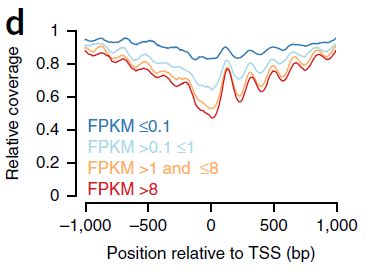 d
Relative coverage
1
0.8
0.6
0.4
0.2
0
FPKM ≤0.1
FPKM >0.1 ≤1
FPKM >1 and ≤8
FPKM >8
–1,000 –500 0 500 1,000
Position relative to TSS (bp)